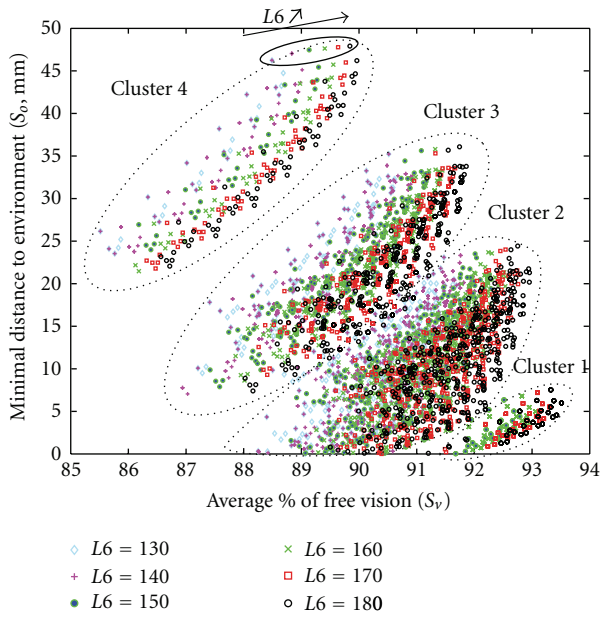 L6 ↗
50
45
40
35
30
25
20
15
10
5
0
Minimal distance to environment (Sₒ, mm)
Cluster 4
Cluster 3
Cluster 2
Cluster 1
85 86 87 88 89 90 91 92 93 94
Average % of free vision (Sᵥ)
L6 = 130
L6 = 140
L6 = 150
L6 = 160
L6 = 170
L6 = 180